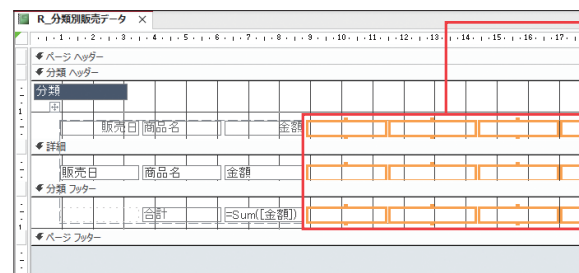 R_分類別販売データ ×
1 2 3 4 5 6 7 8 9 10 11 12 13 14 15 16 17
ページ ヘッダー
分類 ヘッダー
分類
1
販売日 商品名 金額
詳細
販売日 商品名 金額
分類 フッター
合計 =Sum([金額])
1
ページ フッター